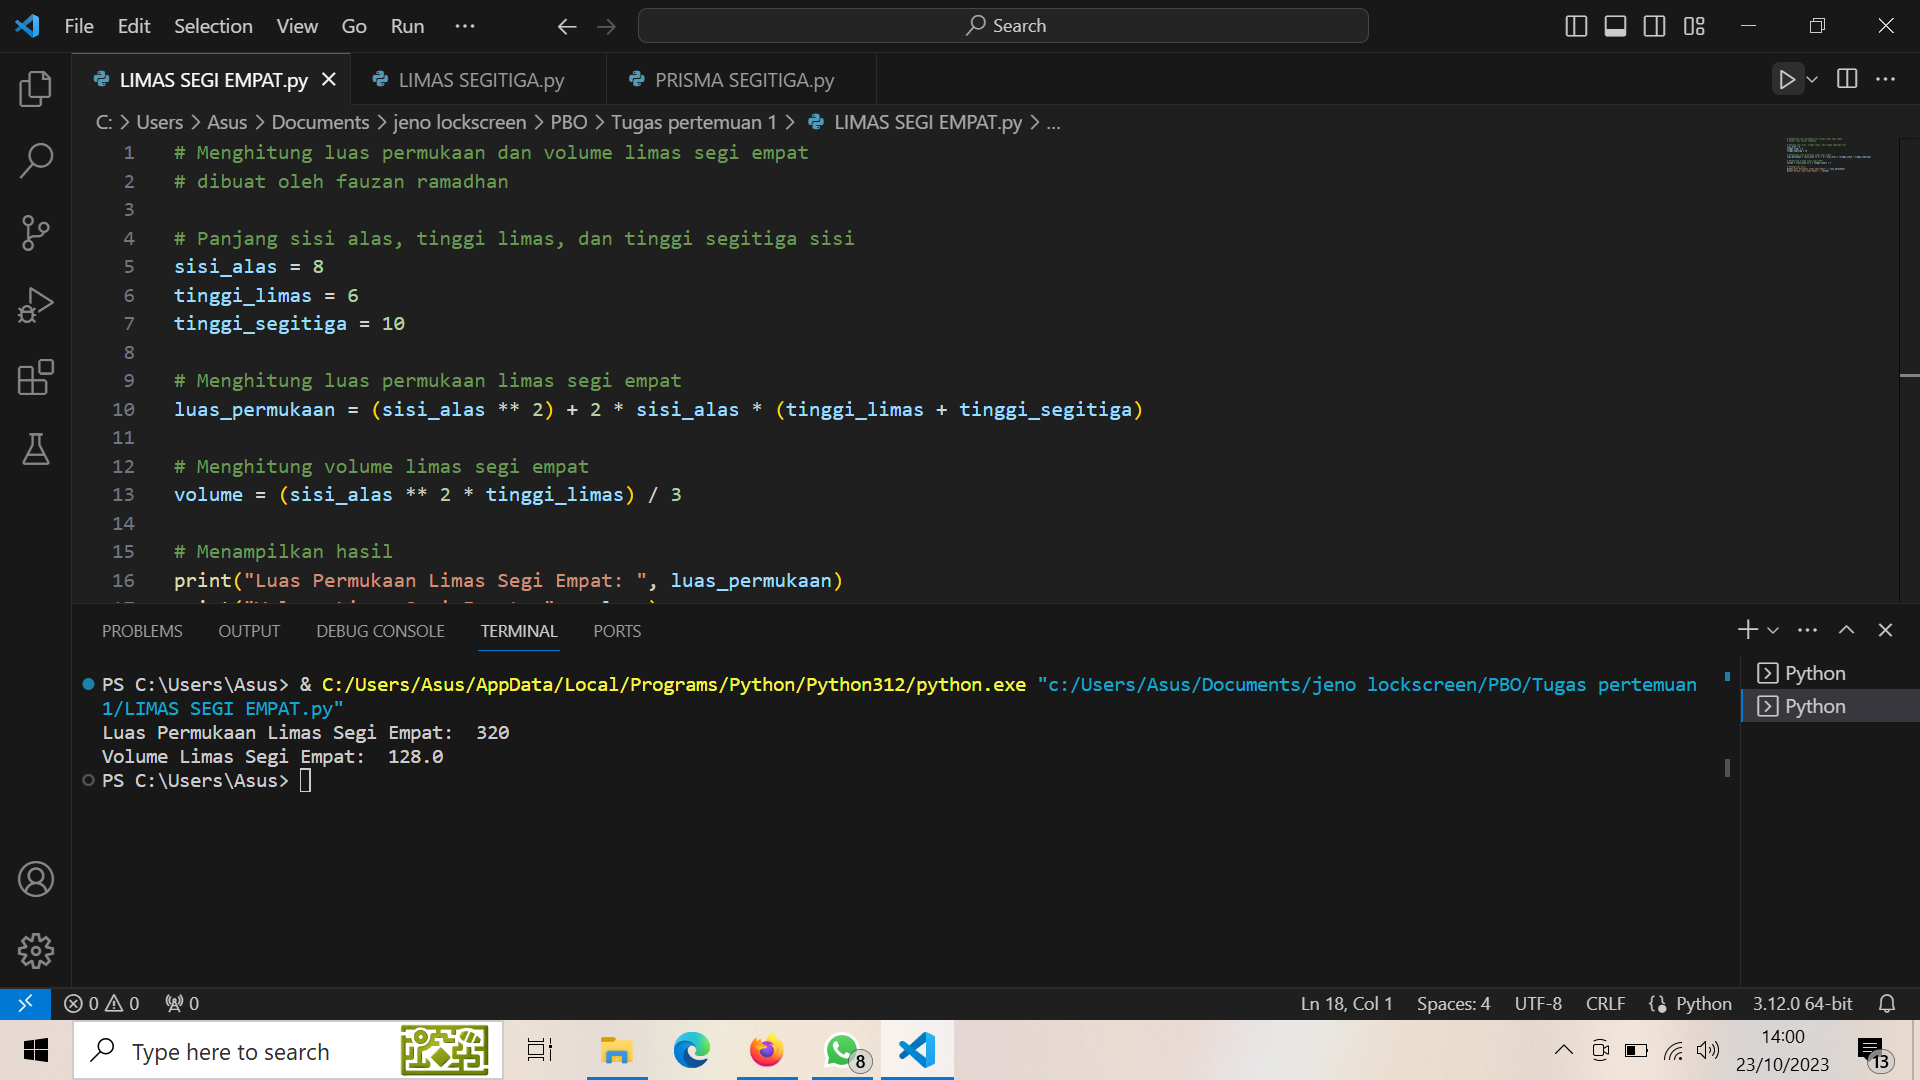 File Edit Selection View Go Run ··· Search
LIMAS SEGI EMPAT.py LIMAS SEGITIGA.py PRISMA SEGITIGA.py
C: > Users > Asus > Documents > jeno lockscreen > PBO > Tugas pertemuan 1 > LIMAS SEGI EMPAT.py > ...
1 # Menghitung luas permukaan dan volume limas segi empat
2 # dibuat oleh fauzan ramadhan
3
4 # Panjang sisi alas, tinggi limas, dan tinggi segitiga sisi
5 sisi_alas = 8
6 tinggi_limas = 6
7 tinggi_segitiga = 10
8
9 # Menghitung luas permukaan limas segi empat
10 luas_permukaan = (sisi_alas ** 2) + 2 * sisi_alas * (tinggi_limas + tinggi_segitiga)
11
12 # Menghitung volume limas segi empat
13 volume = (sisi_alas ** 2 * tinggi_limas) / 3
14
15 # Menampilkan hasil
16 print("Luas Permukaan Limas Segi Empat: ", luas_permukaan)
PROBLEMS OUTPUT DEBUG CONSOLE TERMINAL PORTS
PS C:\Users\Asus> & C:/Users/Asus/AppData/Local/Programs/Python/Python312/python.exe "c:/Users/Asus/Documents/jeno lockscreen/PBO/Tugas pertemuan
1/LIMAS SEGI EMPAT.py"
Luas Permukaan Limas Segi Empat:  320
Volume Limas Segi Empat:  128.0
PS C:\Users\Asus>
Python
Python
0 0 0 Ln 18, Col 1 Spaces: 4 UTF-8 CRLF Python 3.12.0 64-bit
Type here to search
8
14:00
23/10/2023
13